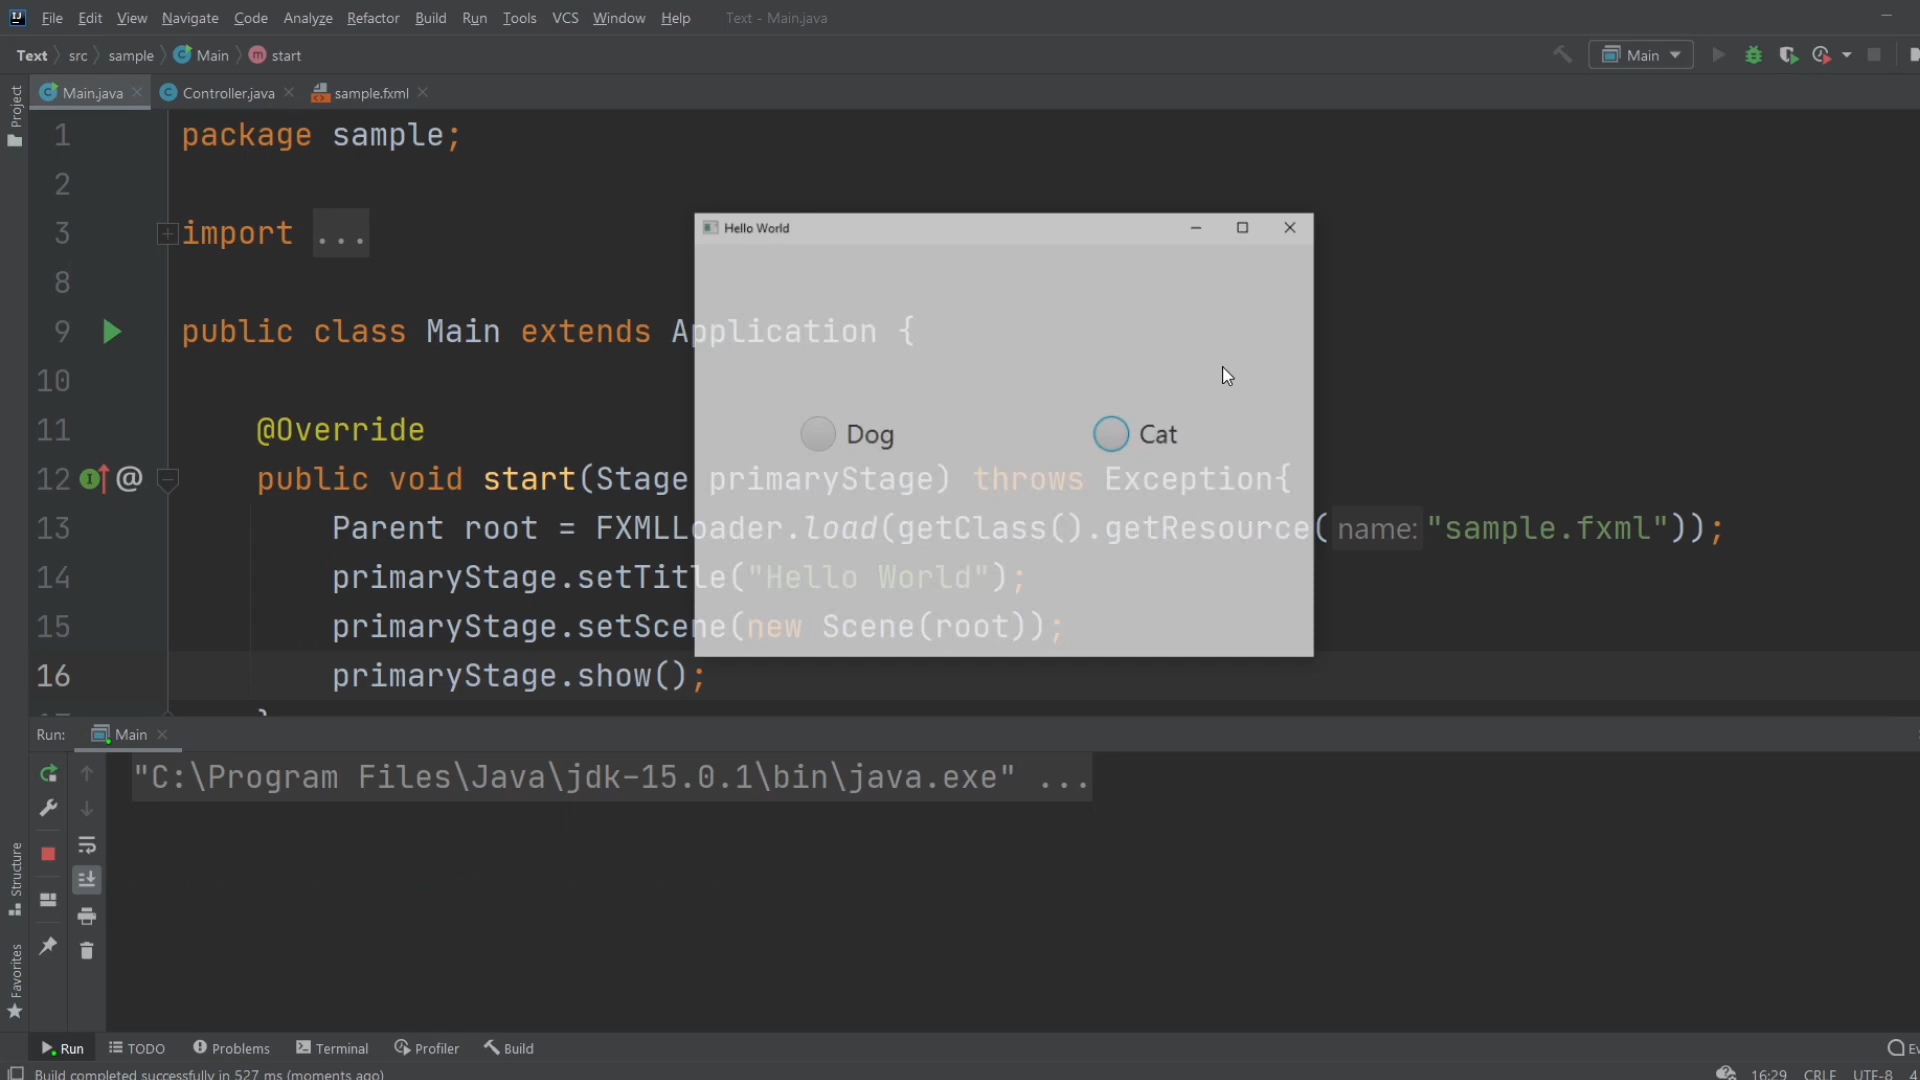 File Edit View Navigate Code Analyze Refactor Build Run Tools VCS Window Help Text - Main.java
Text src sample Main start
Main
Main.java Controller.java sample.fxml
Project
1 package sample;
2
3 import ...
8
9 public class Main extends Application {
10
11 @Override
12 public void start(Stage primaryStage) throws Exception{
13 Parent root = FXMLLoader.load(getClass().getResource( name: "sample.fxml"));
14 primaryStage.setTitle("Hello World");
15 primaryStage.setScene(new Scene(root));
16 primaryStage.show();
Hello World
Dog Cat
Run: Main
"C:\Program Files\Java\jdk-15.0.1\bin\java.exe" ...
Structure
Favorites
Run TODO Problems Terminal Profiler Build
Build completed successfully in 527 ms (moments ago) 16:29 CRLF UTF-8 4